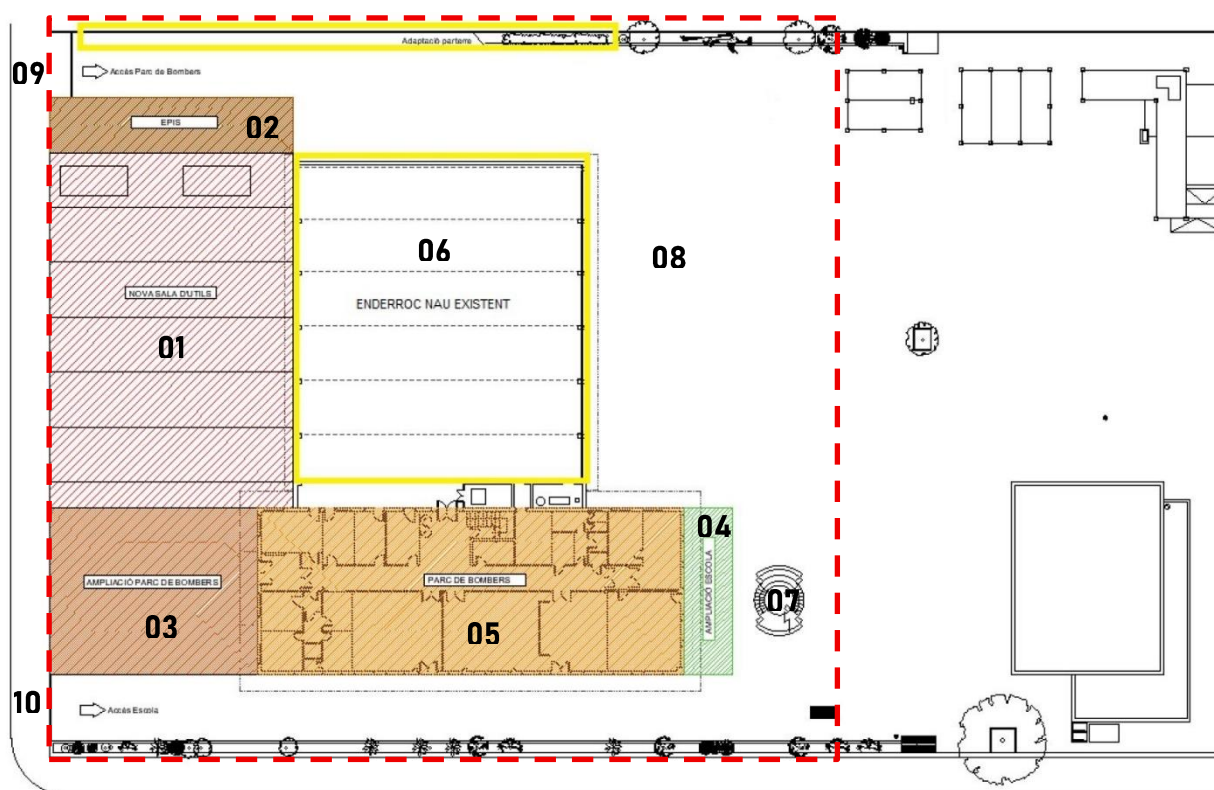 Adaptació parterre
09
Accés Parc de Bombers
EPIS
02
06
08
NOVA SALA D'UTILS
ENDERROC NAU EXISTENT
01
04
AMPLIACIÓ PARC DE BOMBERS
PARC DE BOMBERS
AMPLIACIÓ ESCOLA
07
03
05
10
Accés Escola